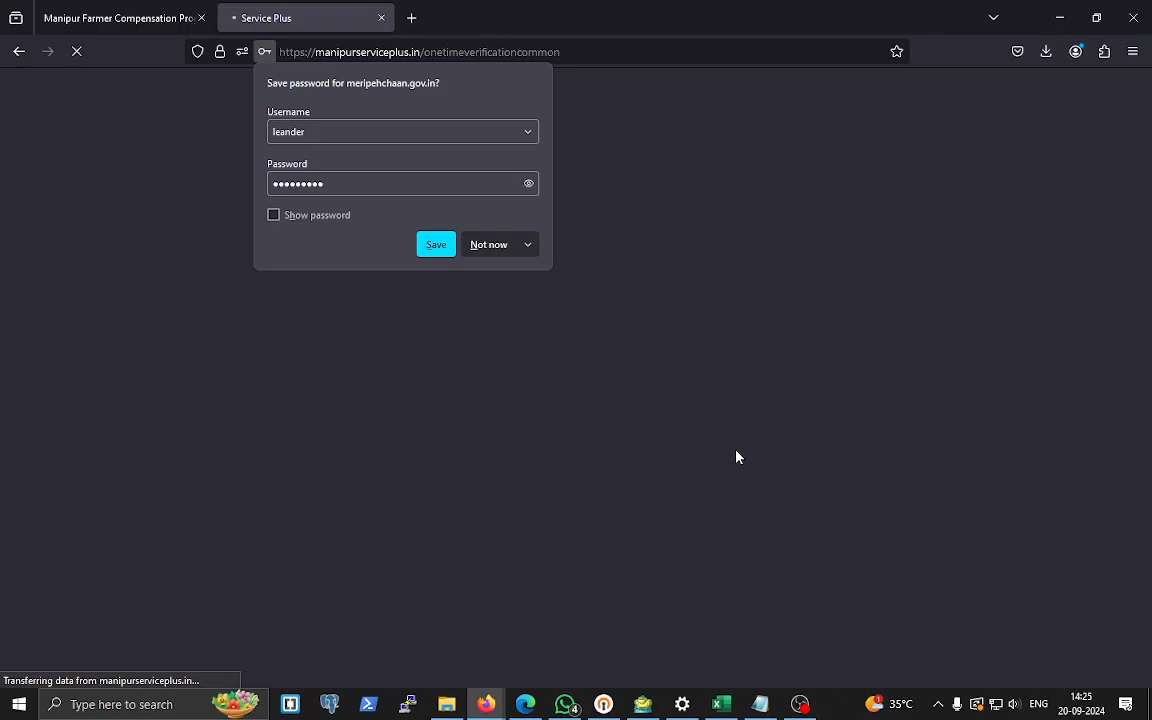 Manipur Farmer Compensation Pro
Service Plus
https://manipurserviceplus.in/onetimeverificationcommon
Save password for meripehchaan.gov.in?
Username
leander
Password
•••••••••
Show password
Save
Not now
Transferring data from manipurserviceplus.in...
Type here to search
4
35°C
ENG
14:25
20-09-2024